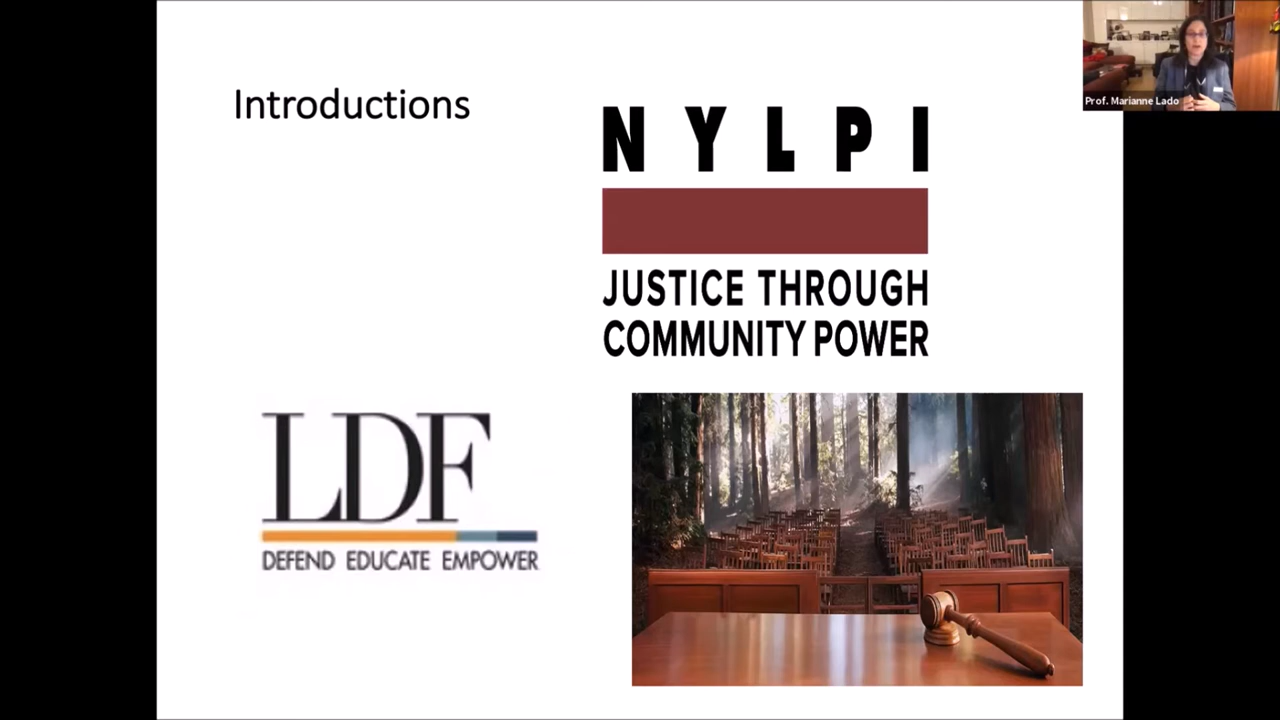 Introductions
NYLPI
JUSTICE THROUGH
COMMUNITY POWER
LDF
DEFEND EDUCATE EMPOWER
Prof. Marianne Lado